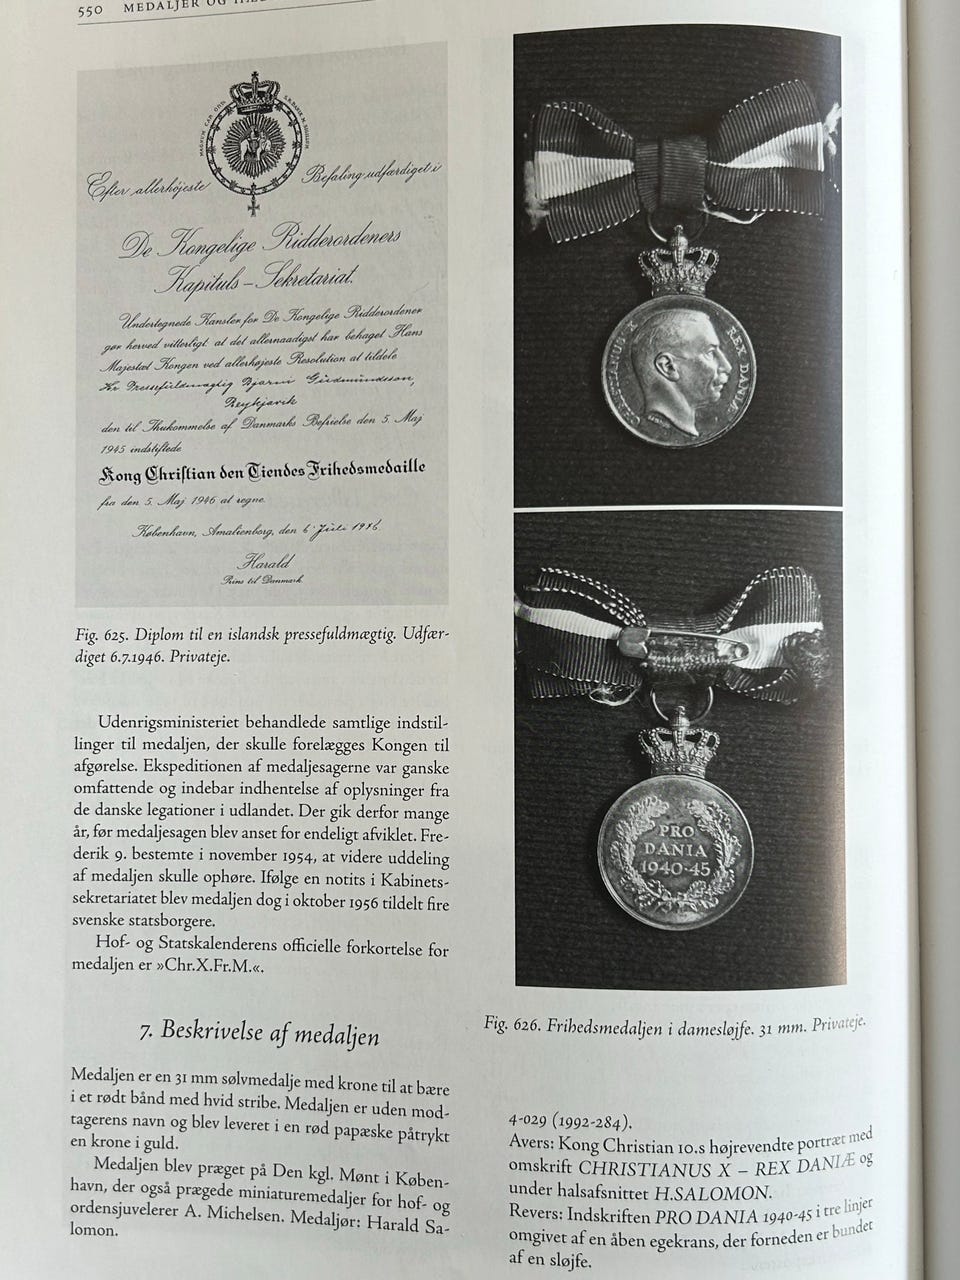 550 MEDALJER OG
MAGNUM
Efter allerhøjeste Befaling udfærdiget i
De Kongelige Ridderordeners
Kapituls-Sekretariat.
Undertegnede Kansler for De Kongelige Ridderordener
gør herved vitterligt, at det allernaadigst har behaget Hans
Majestæt Kongen ved allerhøjeste Resolution at tildele
Hr. Pressefuldmægtig Bjarni Gudmundsson,
Reykjavik
den til Ihukommelse af Danmarks Befrielse den 5. Maj
1945 indstiftede
Kong Christian den Tiendes Frihedsmedaille
fra den 5. Maj 1946 at regne.
København, Amalienborg, den 6' Juli 1946.
Harald
Prins til Danmark.
Fig. 625. Diplom til en islandsk pressefuldmægtig. Udfær-
diget 6.7.1946. Privateje.
Udenrigsministeriet behandlede samtlige indstil-
linger til medaljen, der skulle forelægges Kongen til
afgørelse. Ekspeditionen af medaljesagerne var ganske
omfattende og indebar indhentelse af oplysninger fra
de danske legationer i udlandet. Der gik derfor mange
år, før medaljesagen blev anset for endeligt afviklet. Fre-
derik 9. bestemte i november 1954, at videre uddeling
af medaljen skulle ophøre. Ifølge en notits i Kabinets-
sekretariatet blev medaljen dog i oktober 1956 tildelt fire
svenske statsborgere.
Hof- og Statskalenderens officielle forkortelse for
medaljen er »Chr.X.Fr.M.«.
7. Beskrivelse af medaljen
Medaljen er en 31 mm sølvmedalje med krone til at bære
i et rødt bånd med hvid stribe. Medaljen er uden mod-
tagerens navn og blev leveret i en rød papæske påtrykt
en krone i guld.
Medaljen blev præget på Den kgl. Mønt i Køben-
havn, der også prægede miniaturemedaljer for hof- og
ordensjuvelerer A. Michelsen. Medaljør: Harald Sa-
lomon.
CHRISTIANUS X REX DANIÆ
PRO
DANIA
1940-45
Fig. 626. Frihedsmedaljen i damesløjfe. 31 mm. Privateje.
4-029 (1992-284).
Avers: Kong Christian 10.s højrevendte portræt med
omskrift CHRISTIANUS X – REX DANIÆ og
under halsafsnittet H.SALOMON.
Revers: Indskriften PRO DANIA 1940-45 i tre linjer
omgivet af en åben egekrans, der forneden er bundet
af en sløjfe.